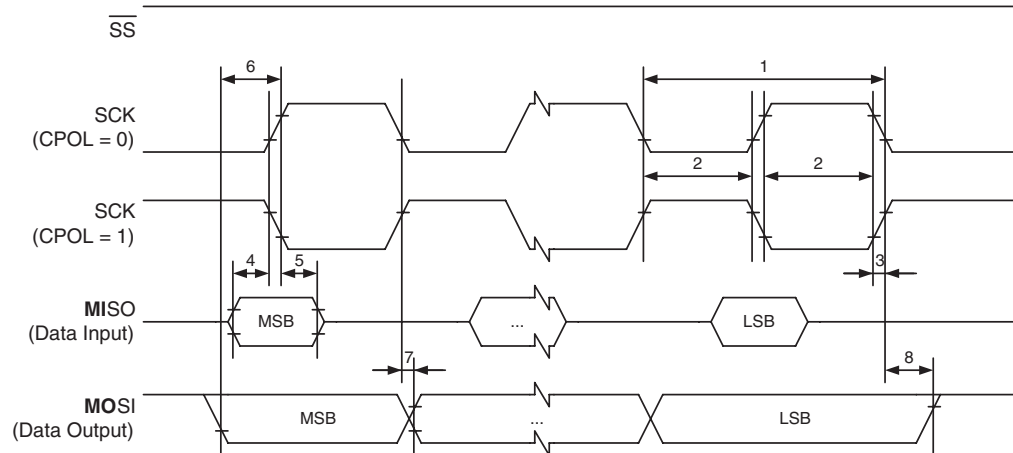 SS
6
1
SCK
(CPOL = 0)
2
2
SCK
(CPOL = 1)
4
5
3
MISO
(Data Input)
MSB
...
LSB
7
8
MOSI
(Data Output)
MSB
...
LSB